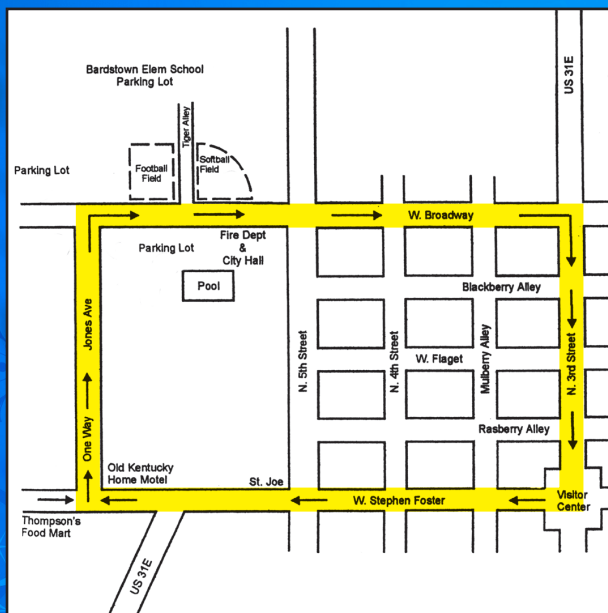 US 31E
Bardstown Elem School
Parking Lot
Tiger Alley
Parking Lot
Football
Field
Softball
Field
W. Broadway
Parking Lot
Fire Dept
&
City Hall
Pool
Blackberry Alley
Jones Ave
N. 5th Street
N. 4th Street
Mulberry Alley
N. 3rd Street
W. Flaget
One Way
Rasberry Alley
Old Kentucky
Home Motel
St. Joe
W. Stephen Foster
Visitor
Center
Thompson's
Food Mart
US 31E